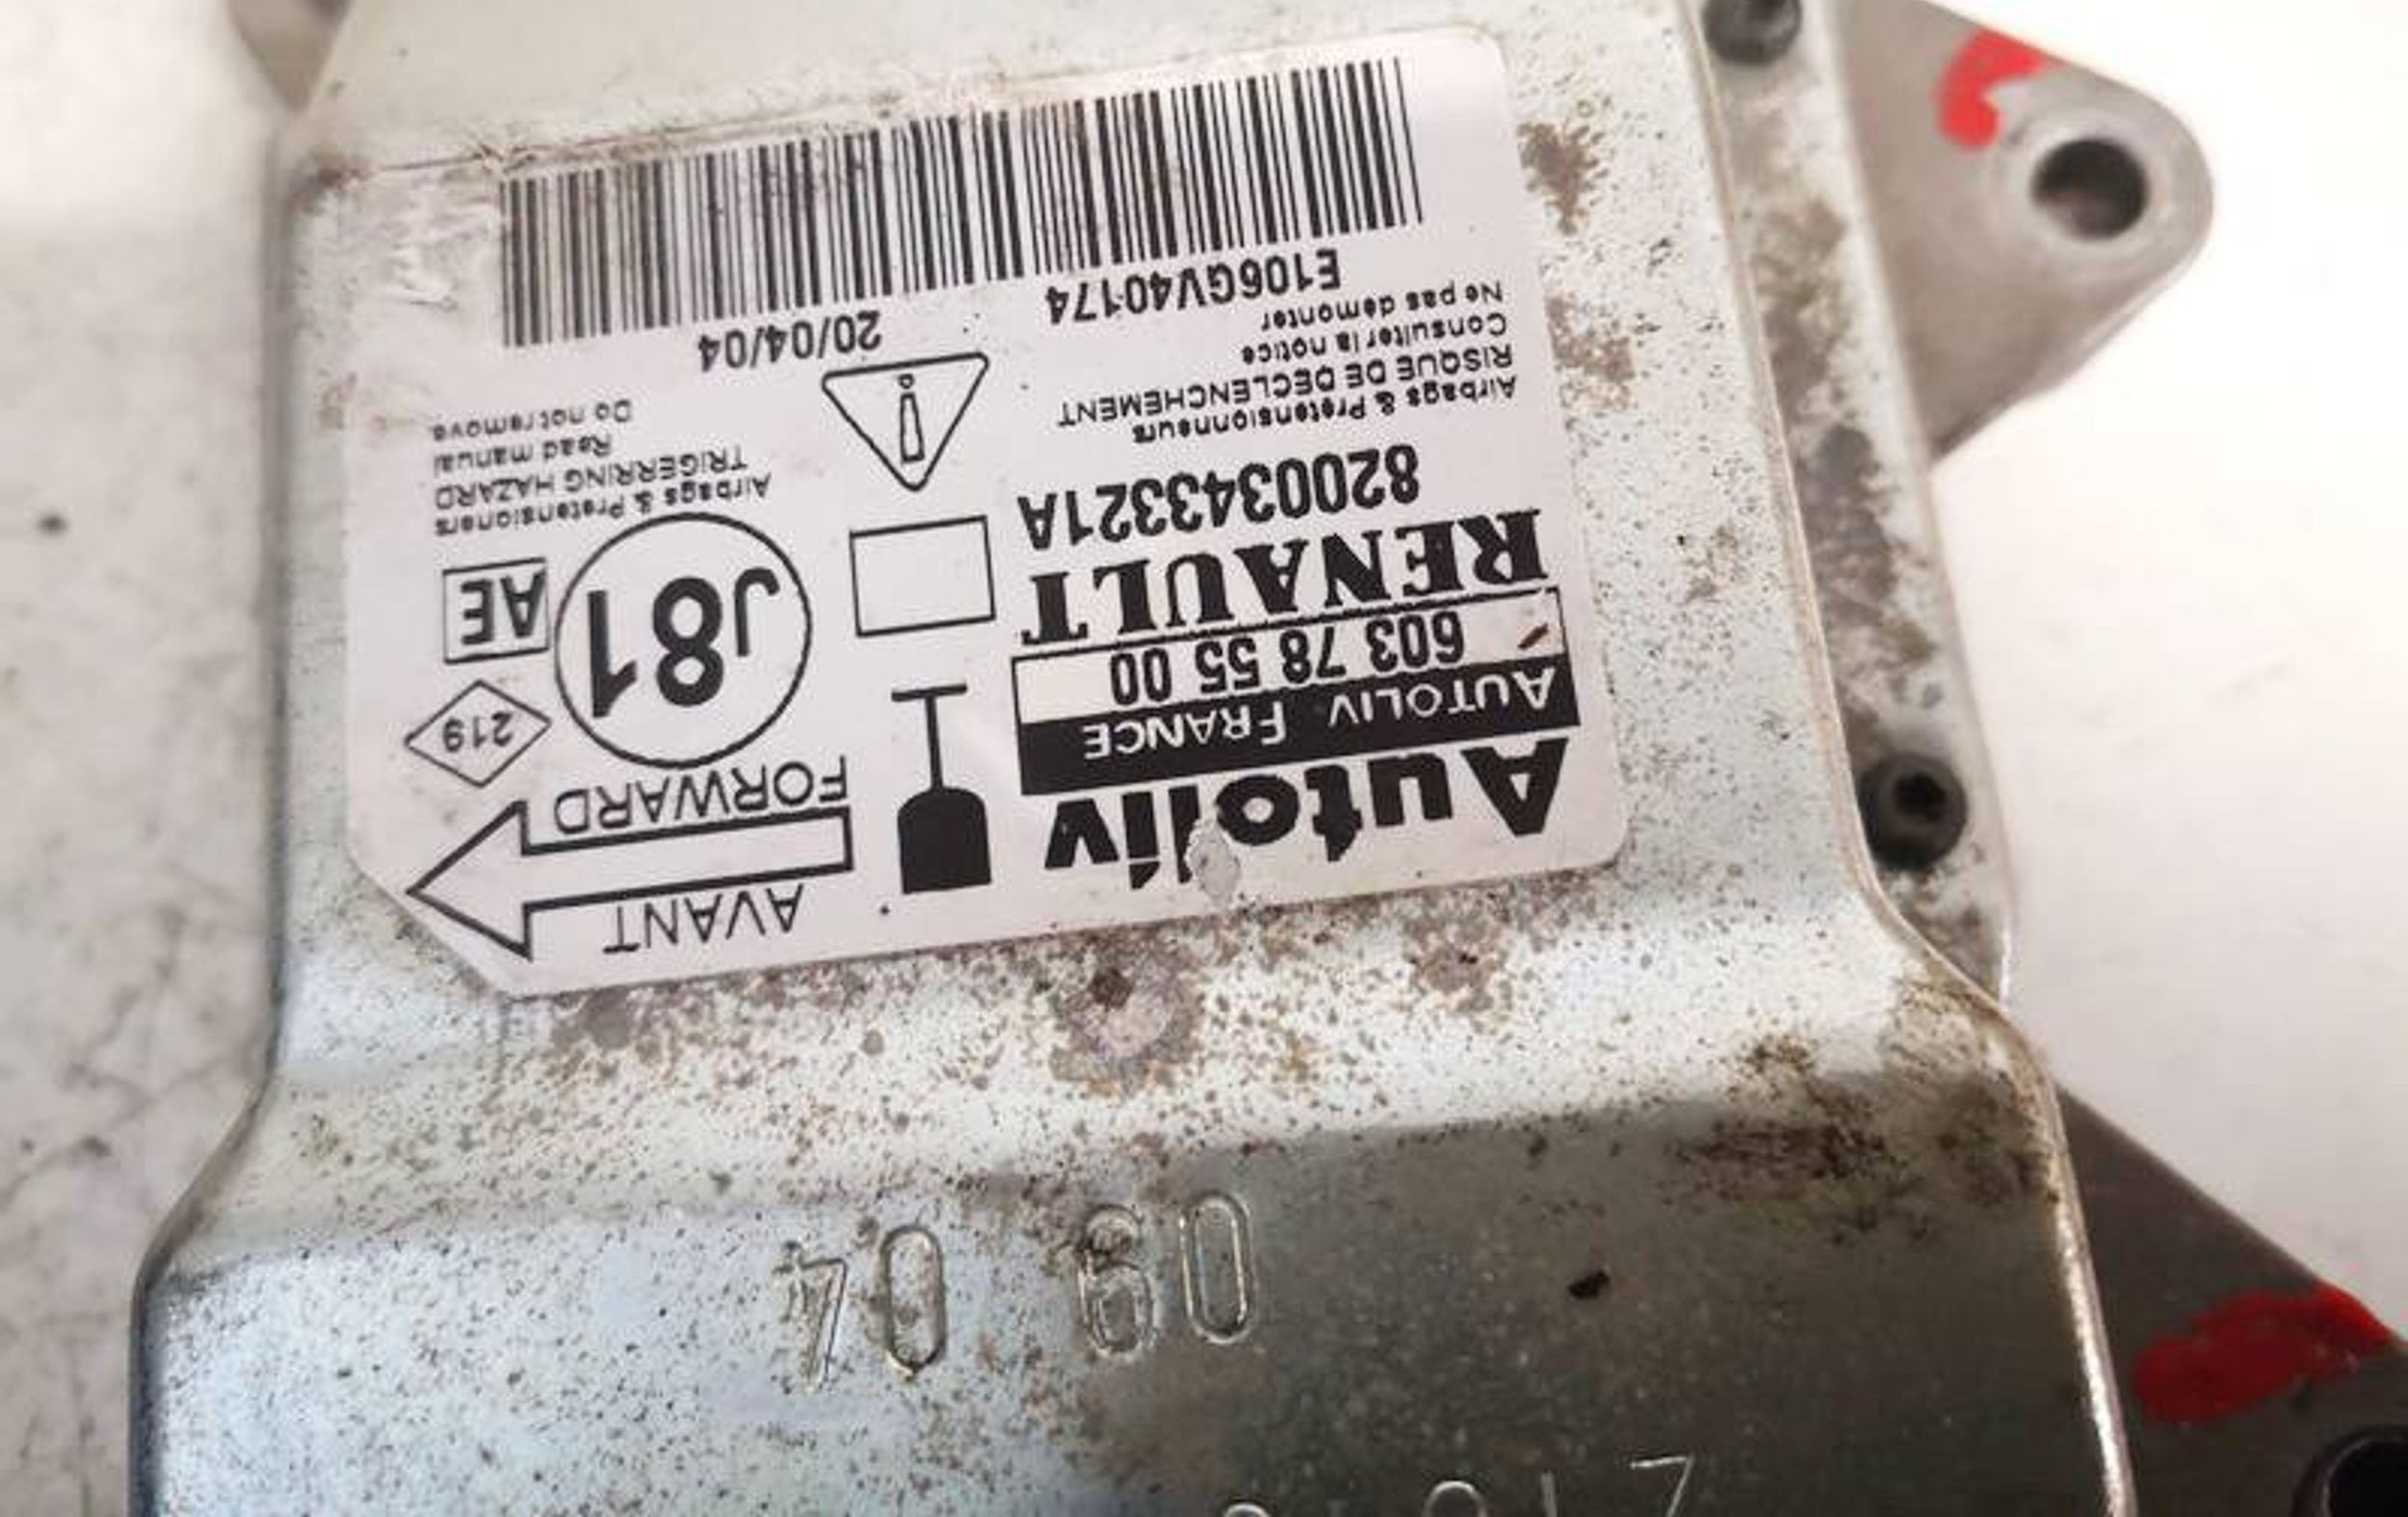 Autoliv
AUTOLIV FRANCE
603 78 55 00
RENAULT
8200343321A
Airbags & Pretensionneurs
RISQUE DE DECLENCHEMENT
Consulter la notice
Ne pas demonter
E106GV40174
AVANT
FORWARD
J81
219
AE
Airbags & Pretensioners
TRIGERRING HAZARD
Read manual
Do not remove
20/04/04
09 04